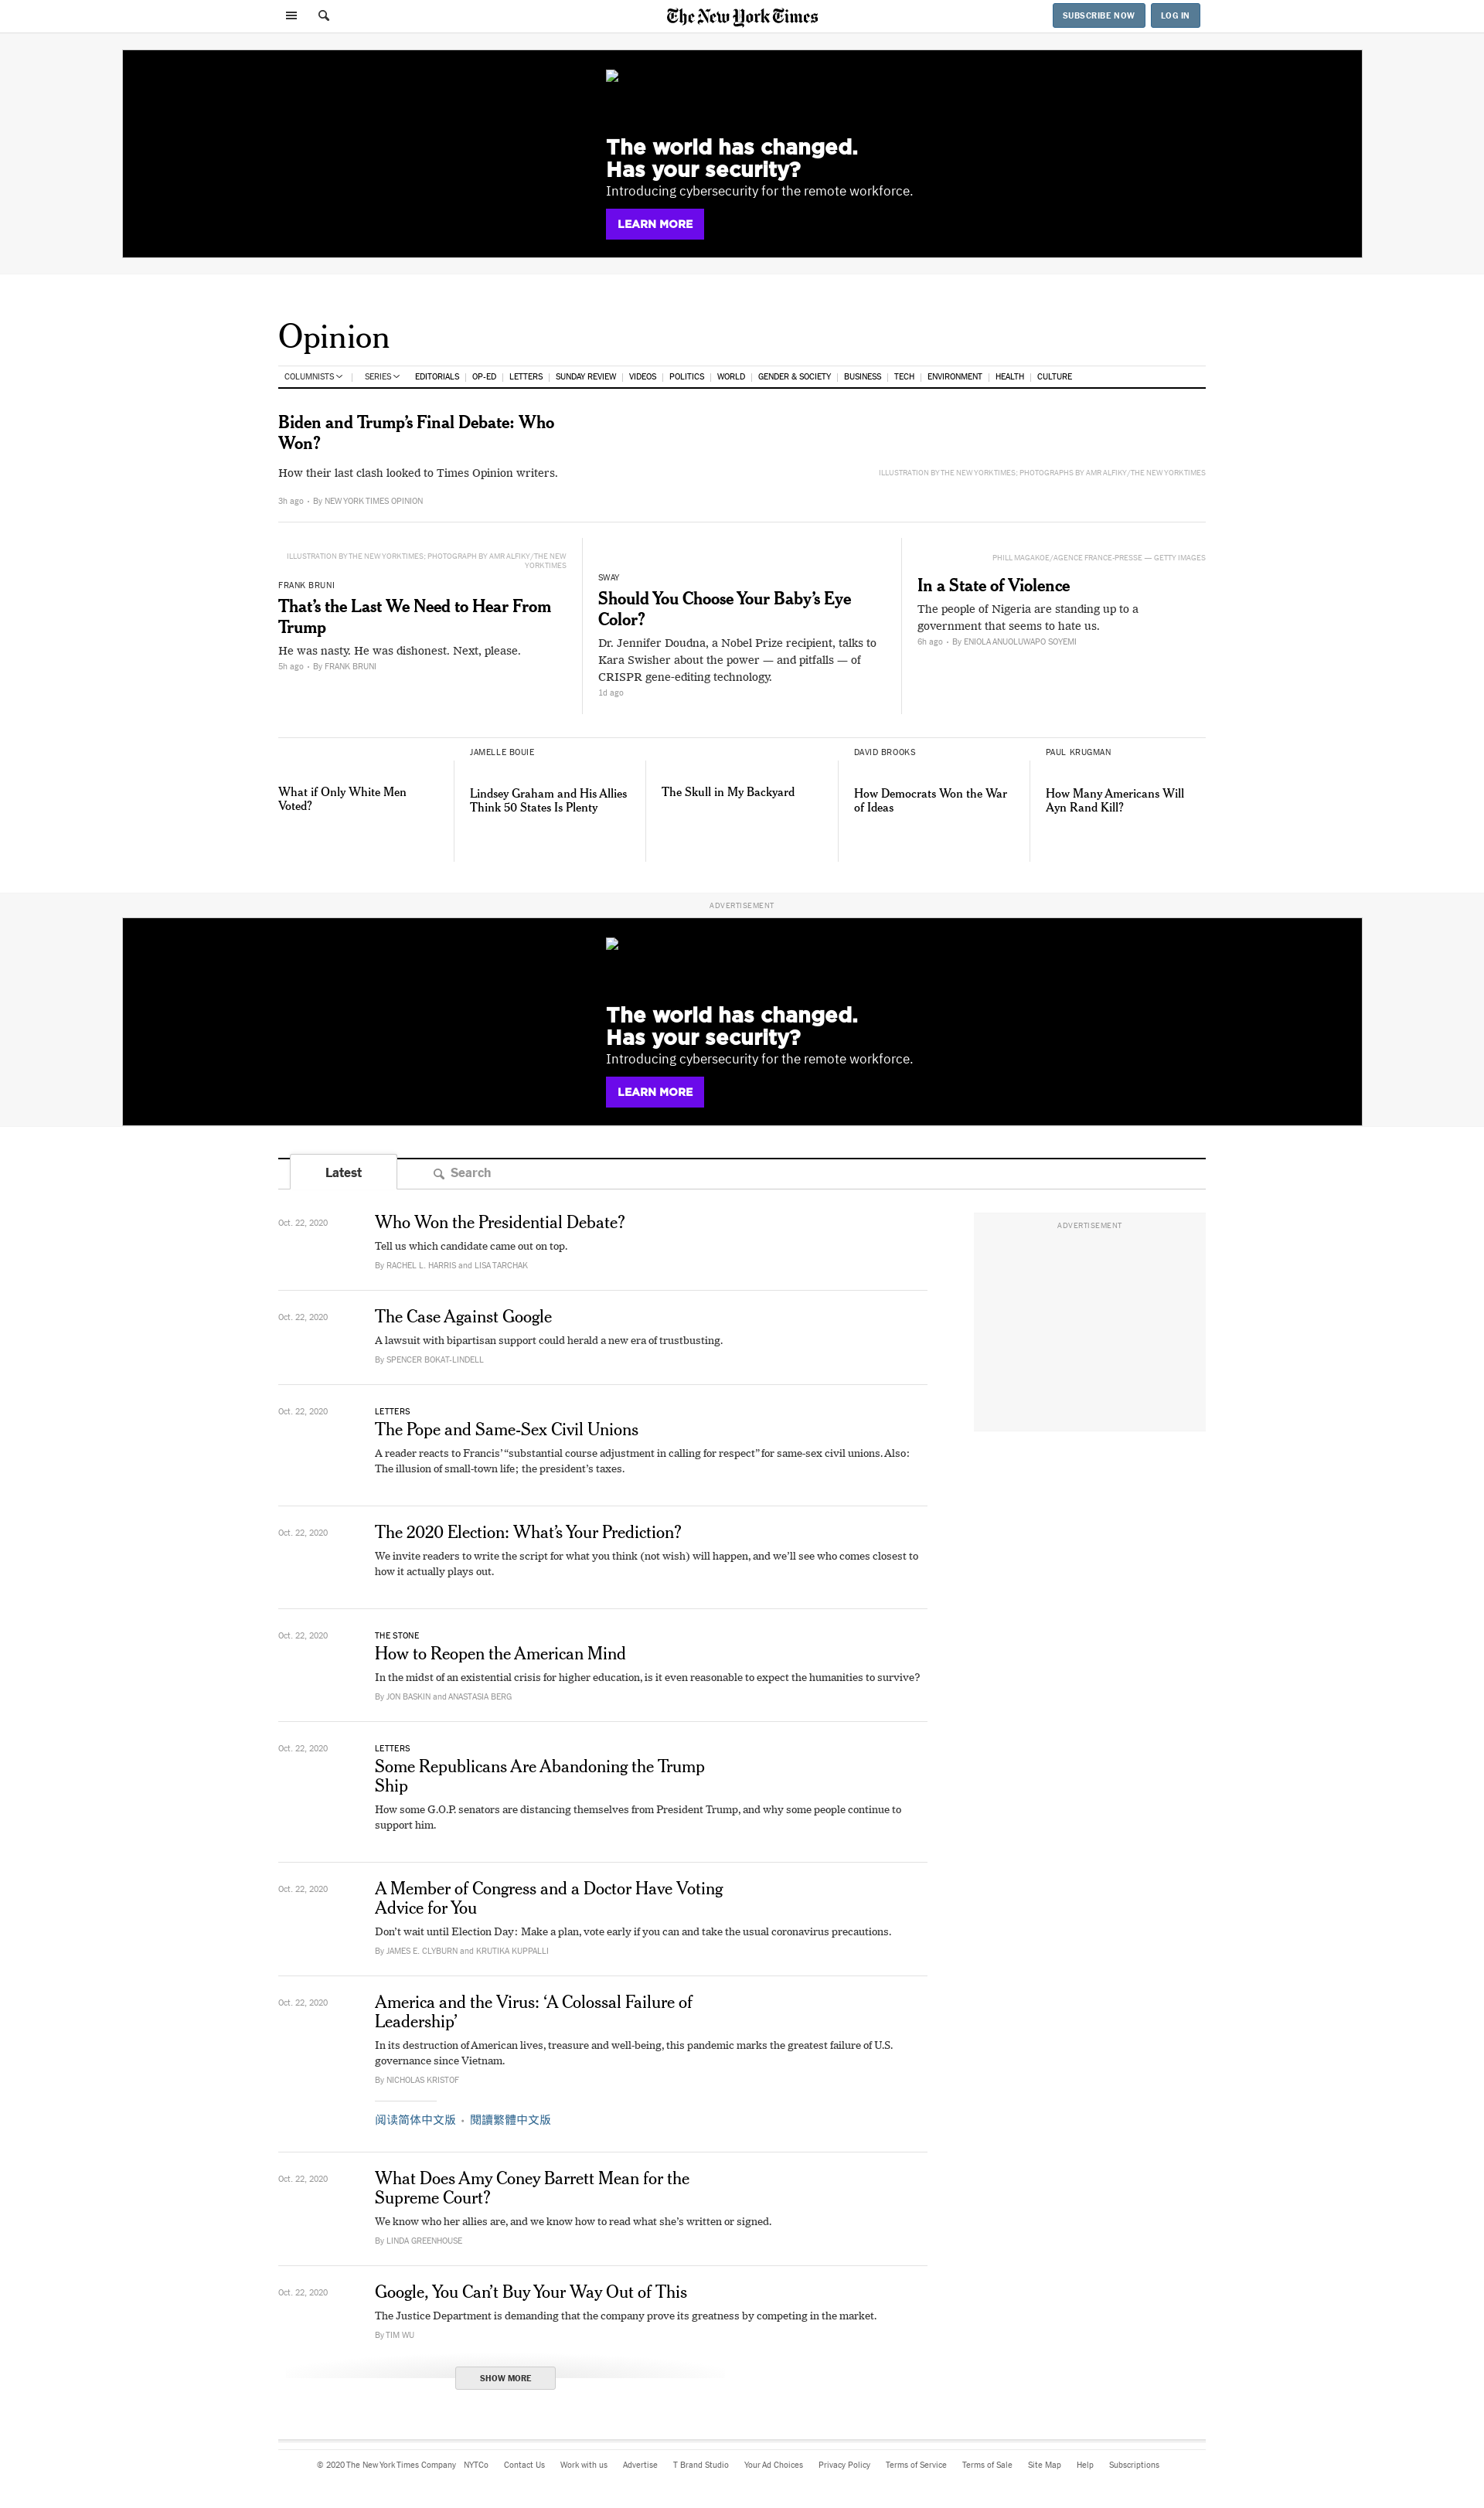 The New York Times
SUBSCRIBE NOW
LOG IN
The world has changed.
Has your security?
Introducing cybersecurity for the remote workforce.
LEARN MORE
Opinion
COLUMNISTS | SERIES EDITORIALS | OP-ED | LETTERS | SUNDAY REVIEW | VIDEOS | POLITICS | WORLD | GENDER & SOCIETY | BUSINESS | TECH | ENVIRONMENT | HEALTH | CULTURE
Biden and Trump’s Final Debate: Who
Won?
How their last clash looked to Times Opinion writers.
3h ago • By NEW YORK TIMES OPINION
ILLUSTRATION BY THE NEW YORK TIMES; PHOTOGRAPHS BY AMR ALFIKY/THE NEW YORK TIMES
ILLUSTRATION BY THE NEW YORK TIMES; PHOTOGRAPH BY AMR ALFIKY/THE NEW
YORK TIMES
FRANK BRUNI
That’s the Last We Need to Hear From
Trump
He was nasty. He was dishonest. Next, please.
5h ago • By FRANK BRUNI
SWAY
Should You Choose Your Baby’s Eye
Color?
Dr. Jennifer Doudna, a Nobel Prize recipient, talks to
Kara Swisher about the power — and pitfalls — of
CRISPR gene-editing technology.
1d ago
PHILL MAGAKOE/AGENCE FRANCE-PRESSE — GETTY IMAGES
In a State of Violence
The people of Nigeria are standing up to a
government that seems to hate us.
6h ago • By ENIOLA ANUOLUWAPO SOYEMI
What if Only White Men
Voted?
JAMELLE BOUIE
Lindsey Graham and His Allies
Think 50 States Is Plenty
The Skull in My Backyard
DAVID BROOKS
How Democrats Won the War
of Ideas
PAUL KRUGMAN
How Many Americans Will
Ayn Rand Kill?
ADVERTISEMENT
The world has changed.
Has your security?
Introducing cybersecurity for the remote workforce.
LEARN MORE
Latest
Search
ADVERTISEMENT
Oct. 22, 2020
Who Won the Presidential Debate?
Tell us which candidate came out on top.
By RACHEL L. HARRIS and LISA TARCHAK
Oct. 22, 2020
The Case Against Google
A lawsuit with bipartisan support could herald a new era of trustbusting.
By SPENCER BOKAT-LINDELL
Oct. 22, 2020
LETTERS
The Pope and Same-Sex Civil Unions
A reader reacts to Francis’ “substantial course adjustment in calling for respect” for same-sex civil unions. Also:
The illusion of small-town life; the president’s taxes.
Oct. 22, 2020
The 2020 Election: What’s Your Prediction?
We invite readers to write the script for what you think (not wish) will happen, and we’ll see who comes closest to
how it actually plays out.
Oct. 22, 2020
THE STONE
How to Reopen the American Mind
In the midst of an existential crisis for higher education, is it even reasonable to expect the humanities to survive?
By JON BASKIN and ANASTASIA BERG
Oct. 22, 2020
LETTERS
Some Republicans Are Abandoning the Trump
Ship
How some G.O.P. senators are distancing themselves from President Trump, and why some people continue to
support him.
Oct. 22, 2020
A Member of Congress and a Doctor Have Voting
Advice for You
Don’t wait until Election Day: Make a plan, vote early if you can and take the usual coronavirus precautions.
By JAMES E. CLYBURN and KRUTIKA KUPPALLI
Oct. 22, 2020
America and the Virus: ‘A Colossal Failure of
Leadership’
In its destruction of American lives, treasure and well-being, this pandemic marks the greatest failure of U.S.
governance since Vietnam.
By NICHOLAS KRISTOF
阅读简体中文版 • 閱讀繁體中文版
Oct. 22, 2020
What Does Amy Coney Barrett Mean for the
Supreme Court?
We know who her allies are, and we know how to read what she’s written or signed.
By LINDA GREENHOUSE
Oct. 22, 2020
Google, You Can’t Buy Your Way Out of This
The Justice Department is demanding that the company prove its greatness by competing in the market.
By TIM WU
SHOW MORE
© 2020 The New York Times Company NYTCo Contact Us Work with us Advertise T Brand Studio Your Ad Choices Privacy Policy Terms of Service Terms of Sale Site Map Help Subscriptions